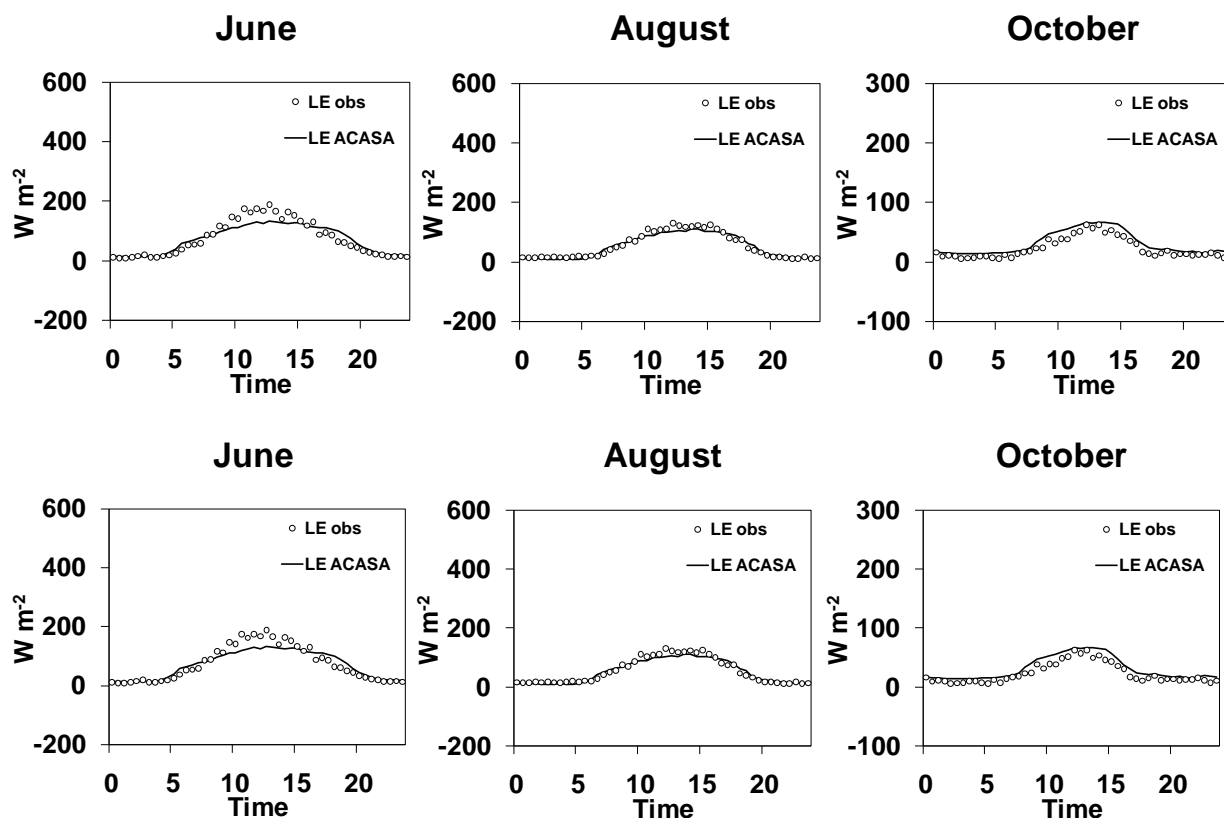 June August October
600 600 300
LE obs LE obs LE obs
400 400 200
LE ACASA LE ACASA LE ACASA
W m-2 W m-2 W m-2
200 200 100
0 0 0
-200 -200 -100
0 5 10 15 20 0 5 10 15 20 0 5 10 15 20
Time Time Time
June August October
600 600 300
LE obs LE obs LE obs
400 400 200
LE ACASA LE ACASA LE ACASA
W m-2 W m-2 W m-2
200 200 100
0 0 0
-200 -200 -100
0 5 10 15 20 0 5 10 15 20 0 5 10 15 20
Time Time Time